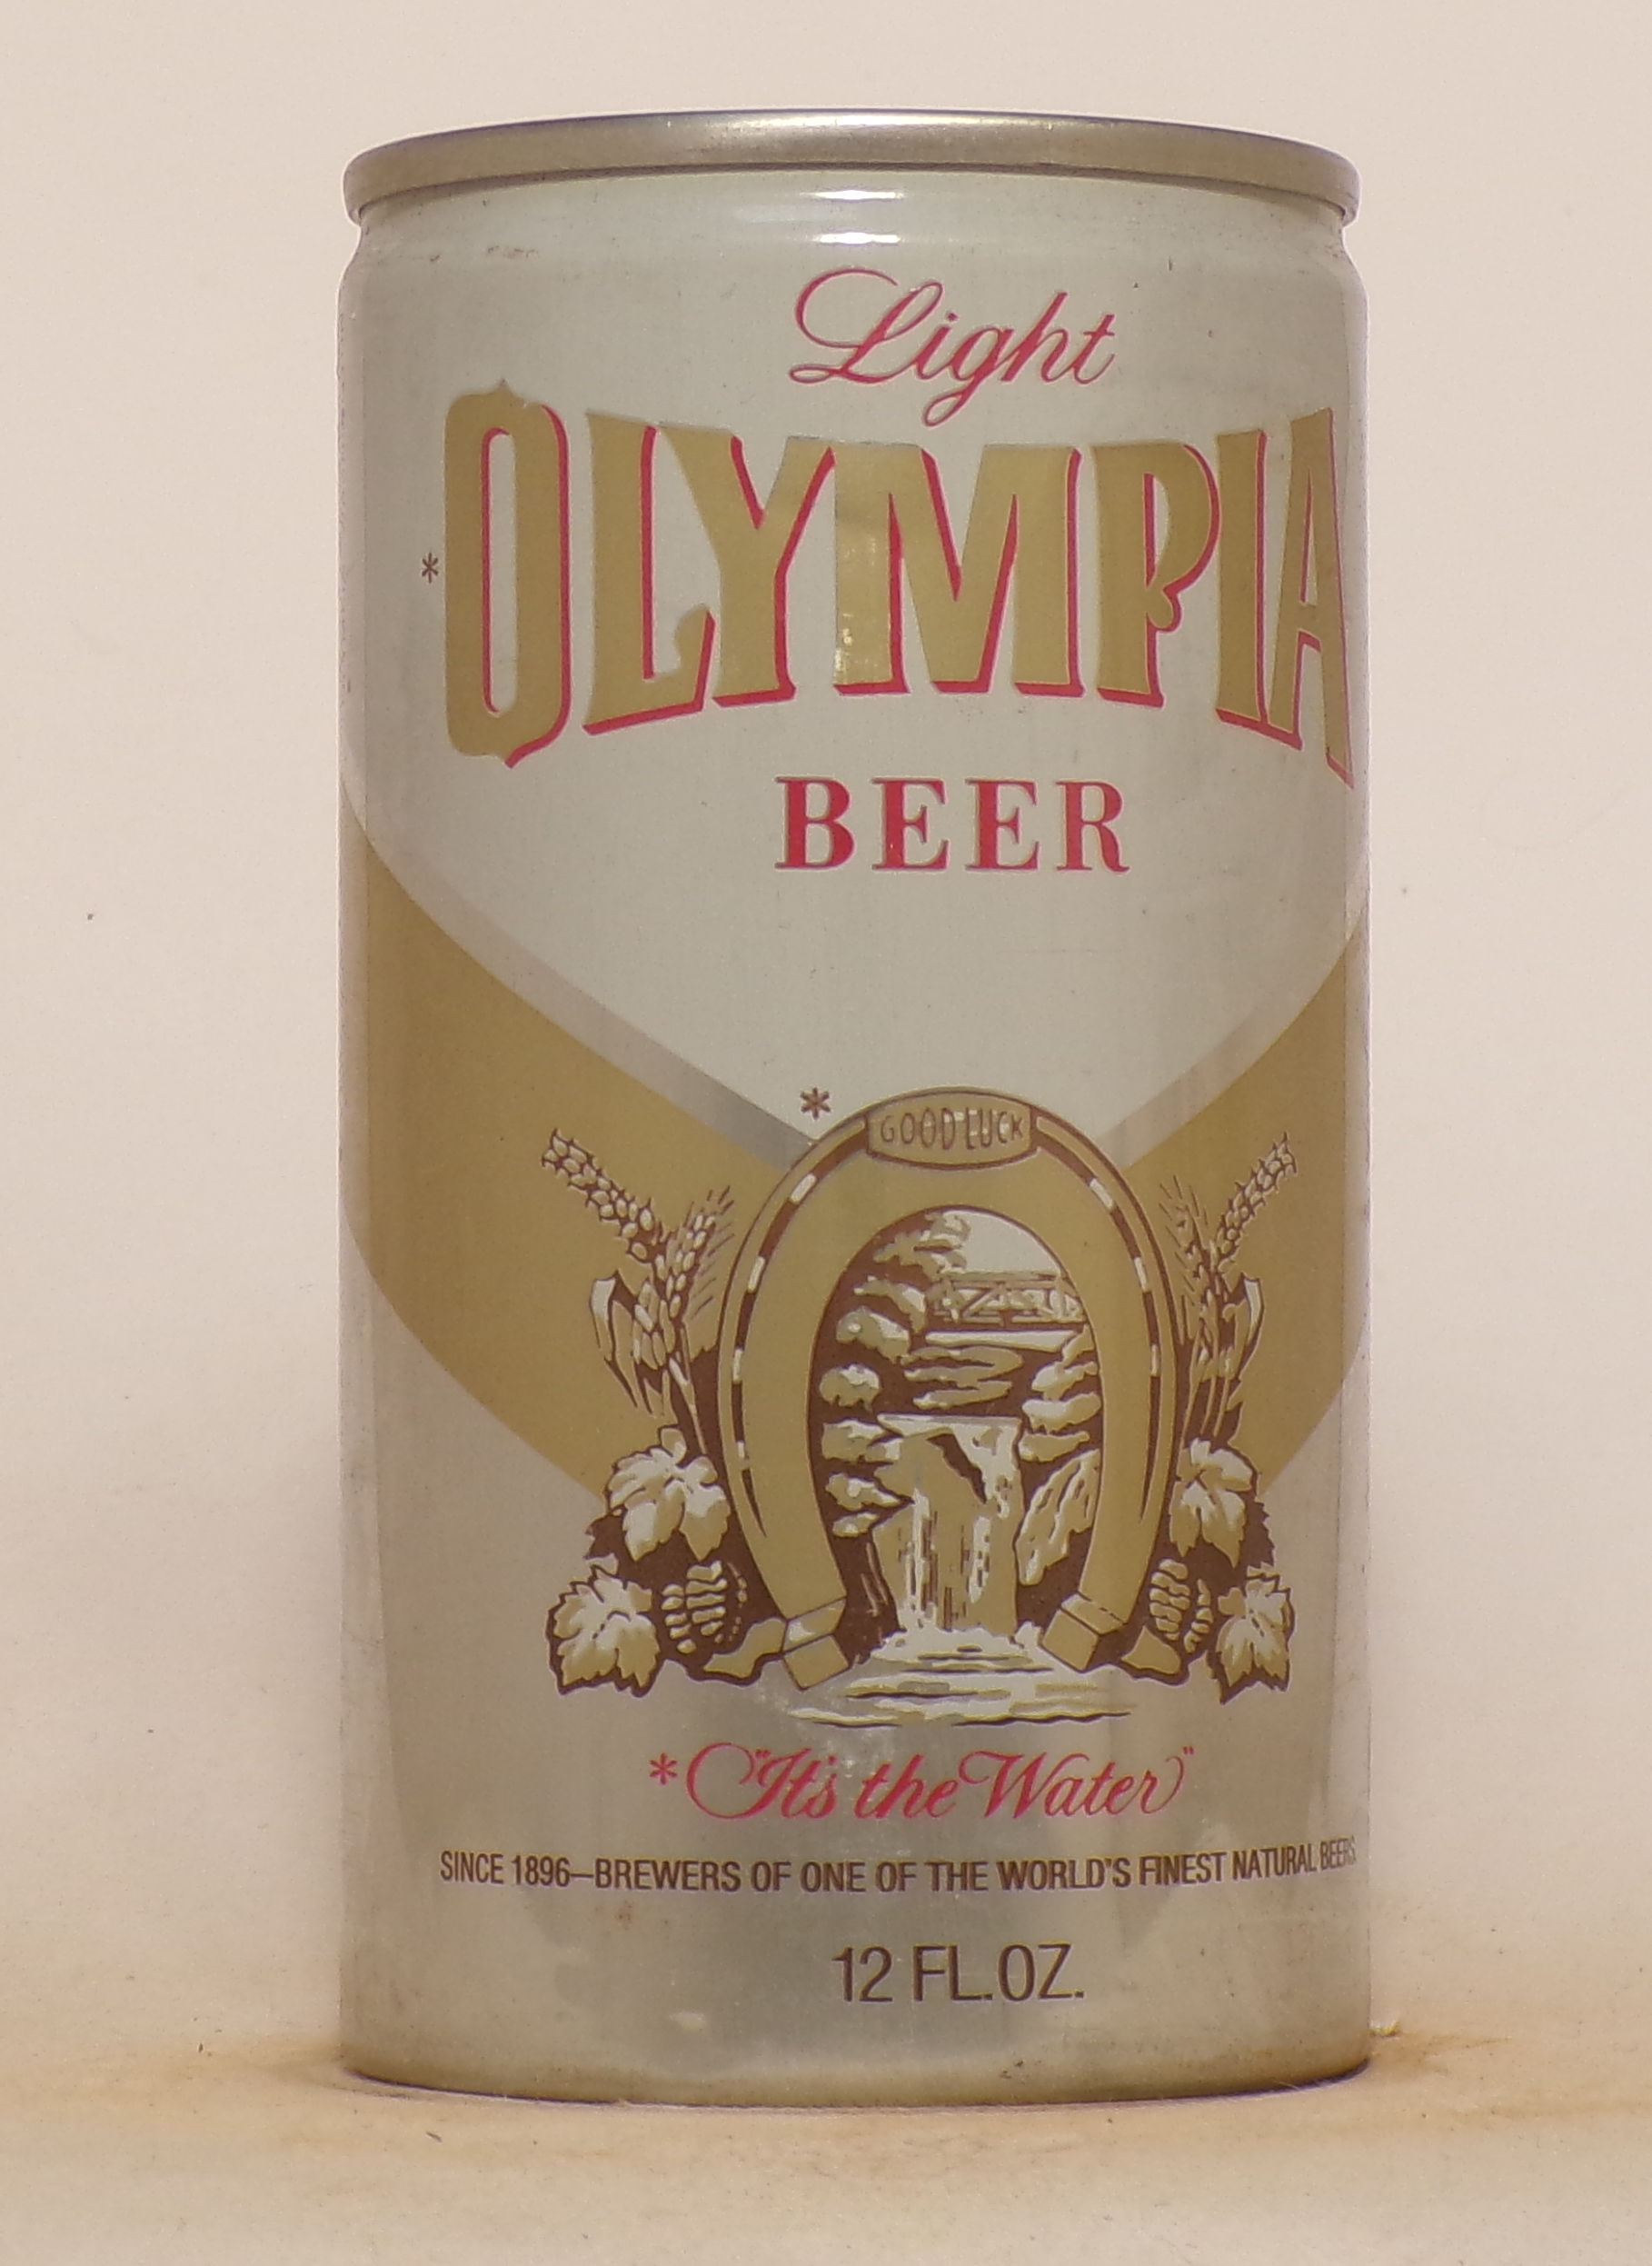 Light
*OLYMPIA
BEER
*
GOOD LUCK
*"It's the Water"
SINCE 1896–BREWERS OF ONE OF THE WORLD'S FINEST NATURAL BEERS
12 FL.OZ.